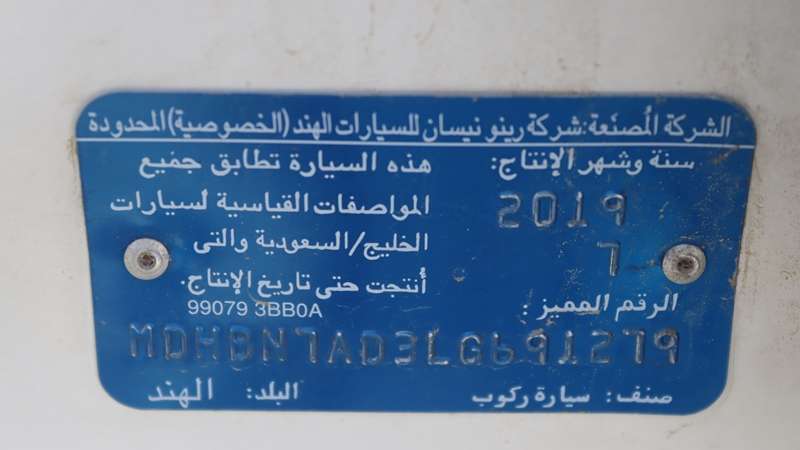 الشركة المُصنعة: شركة رينو نيسان للسيارات الهند (الخصوصية) المحدودة
سنة وشهر الإنتاج:
2019
7
هذه السيارة تطابق جميع
المواصفات القياسية لسيارات
الخليج/السعودية والتى
أُنتجت حتى تاريخ الإنتاج.
99079 3BB0A
الرقم المميز :
MDHBN7AD3LG691279
صنف: سيارة ركوب
البلد: الهند